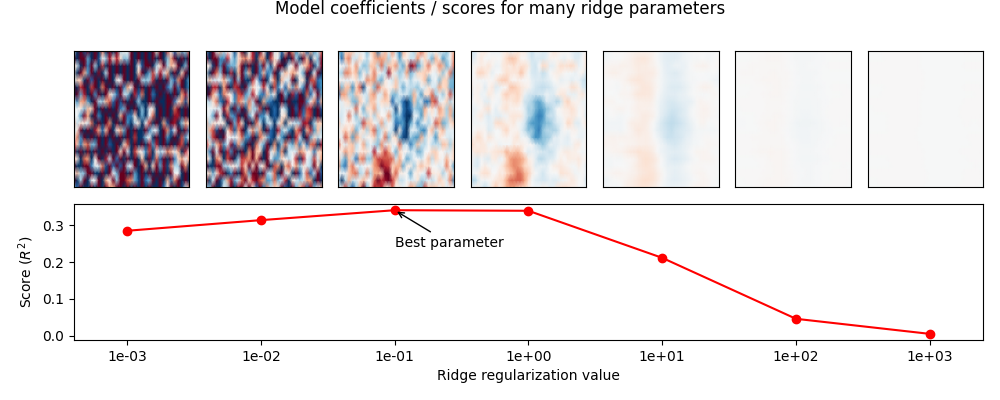 Model coefficients / scores for many ridge parameters
Score (R²)
0.3
0.2
0.1
0.0
Best parameter
1e-03 1e-02 1e-01 1e+00 1e+01 1e+02 1e+03
Ridge regularization value